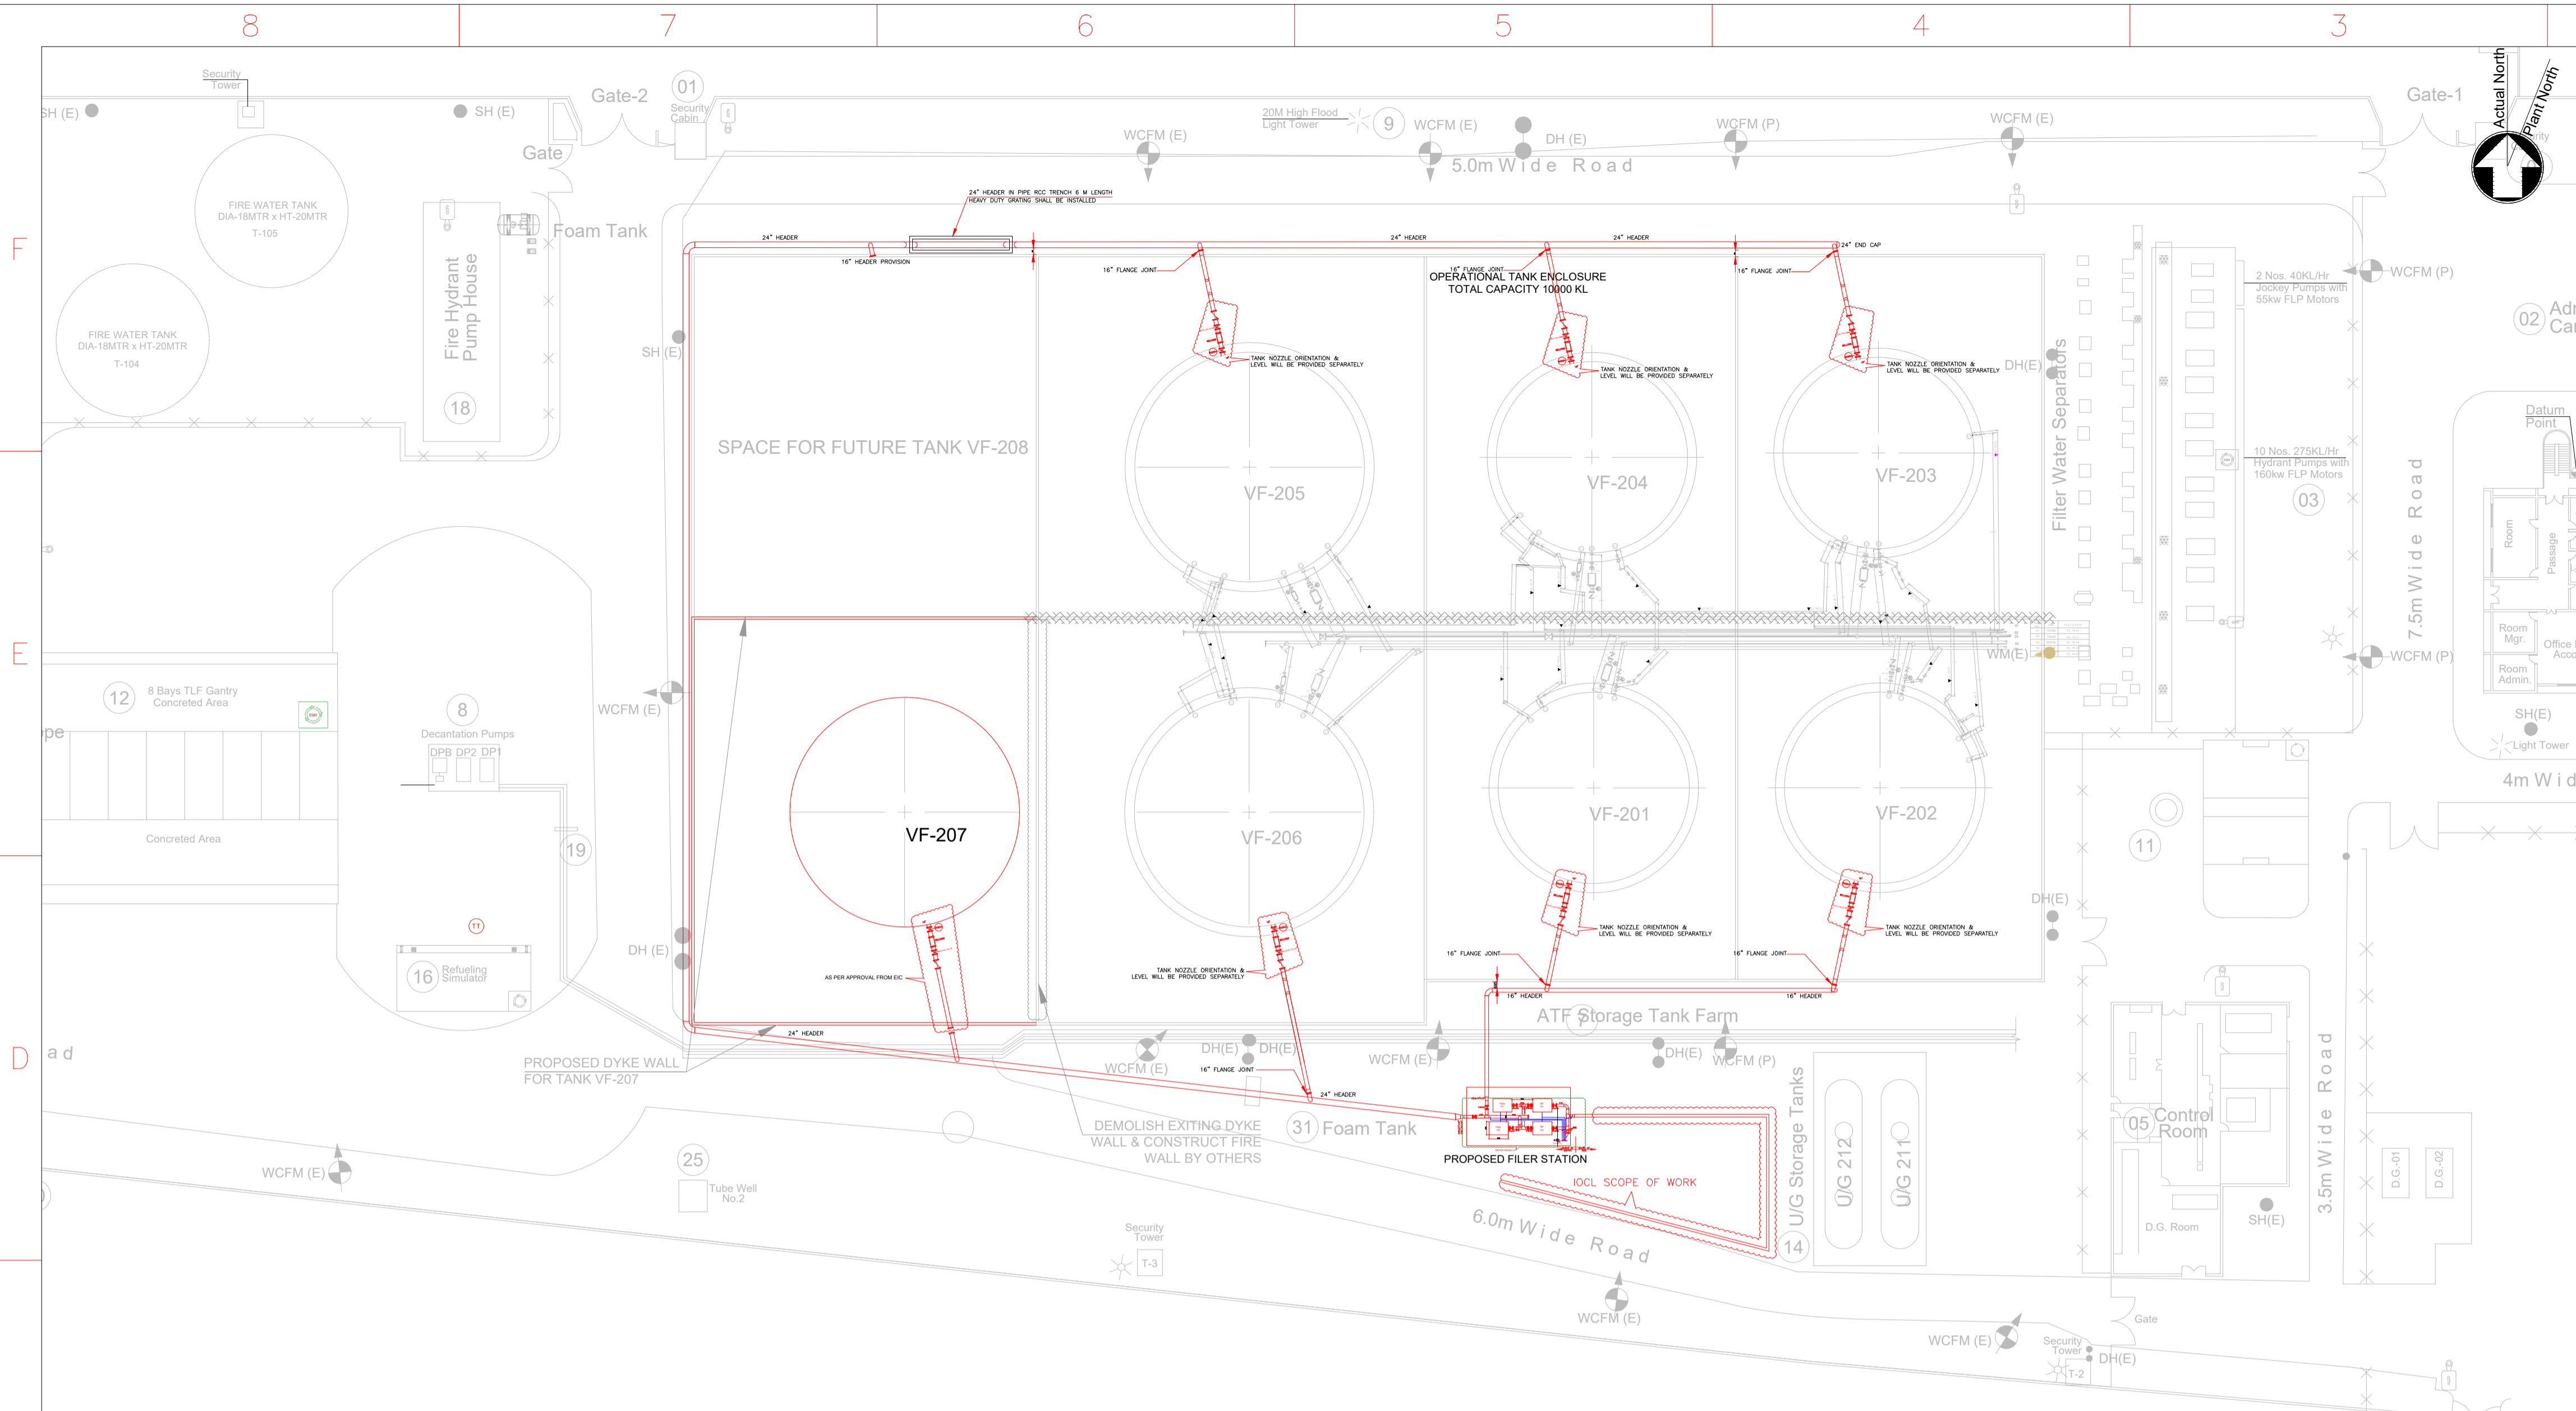 8
7
6
5
4
3
F
E
D
Security
Tower
SH (E)
SH (E)
Gate-2
01
Security
Cabin
Gate
20M High Flood
Light Tower
9
WCFM (E)
WCFM (E)
DH (E)
5.0m Wide Road
WCFM (P)
WCFM (E)
Gate-1
Actual North
Plant North
FIRE WATER TANK
DIA-18MTR x HT-20MTR
T-105
FIRE WATER TANK
DIA-18MTR x HT-20MTR
T-104
Fire Hydrant
Pump House
18
Foam Tank
24" HEADER IN PIPE RCC TRENCH 6 M LENGTH
HEAVY DUTY GRATING SHALL BE INSTALLED
24" HEADER
16" HEADER PROVISION
24" HEADER
24" HEADER
24" END CAP
16" FLANGE JOINT
16" FLANGE JOINT
16" FLANGE JOINT
OPERATIONAL TANK ENCLOSURE
TOTAL CAPACITY 10000 KL
SH (E)
TANK NOZZLE ORIENTATION &
LEVEL WILL BE PROVIDED SEPARATELY
TANK NOZZLE ORIENTATION &
LEVEL WILL BE PROVIDED SEPARATELY
TANK NOZZLE ORIENTATION &
LEVEL WILL BE PROVIDED SEPARATELY
DH(E)
Filter Water Separators
2 Nos. 40KL/Hr
Jockey Pumps with
55kw FLP Motors
WCFM (P)
02
10 Nos. 275KL/Hr
Hydrant Pumps with
160kw FLP Motors
03
7.5m Wide Road
Datum
Point
Room
Passage
Room
Mgr.
Office
Room
Admin.
SPACE FOR FUTURE TANK VF-208
VF-205
VF-204
VF-203
WM(E)
WCFM (P)
SH(E)
Light Tower
4m Wid
12
8 Bays TLF Gantry
Concreted Area
8
Decantation Pumps
DPB DP2 DP1
Concreted Area
19
WCFM (E)
VF-207
VF-206
VF-201
VF-202
11
TT
16
Refueling
Simulator
DH (E)
AS PER APPROVAL FROM EIC
TANK NOZZLE ORIENTATION &
LEVEL WILL BE PROVIDED SEPARATELY
TANK NOZZLE ORIENTATION &
LEVEL WILL BE PROVIDED SEPARATELY
TANK NOZZLE ORIENTATION &
LEVEL WILL BE PROVIDED SEPARATELY
DH(E)
16" FLANGE JOINT
16" FLANGE JOINT
16" HEADER
16" HEADER
ATF Storage Tank Farm
7
24" HEADER
ad
PROPOSED DYKE WALL
FOR TANK VF-207
WCFM (E)
DH(E)
DH(E)
WCFM (E)
DH(E)
WCFM (P)
16" FLANGE JOINT
24" HEADER
DEMOLISH EXITING DYKE
WALL & CONSTRUCT FIRE
WALL BY OTHERS
31
Foam Tank
PROPOSED FILER STATION
IOCL SCOPE OF WORK
6.0m Wide Road
U/G Storage Tanks
U/G 212
U/G 211
14
05
Control
Room
D.G. Room
SH(E)
3.5m Wide Road
D.G.-01
D.G.-02
WCFM (E)
25
Tube Well
No.2
Security
Tower
T-3
WCFM (E)
WCFM (E)
Security
Tower
T-2
DH(E)
Gate